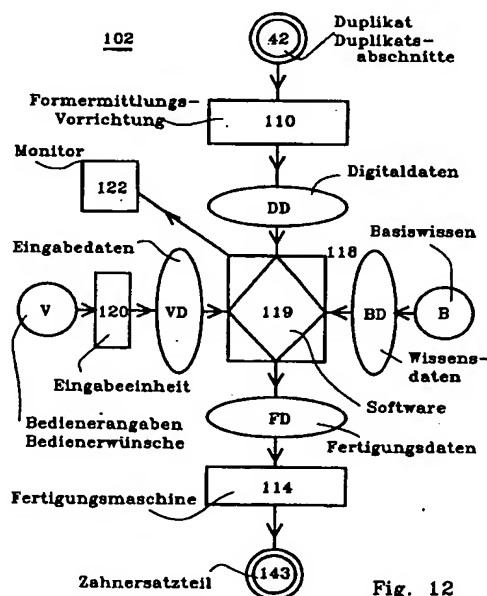 102
42
Duplikat
Duplikats-
abschnitte
Formermittlungs-
Vorrichtung
110
Monitor
122
Digitaldaten
DD
Eingabedaten
118
Basiswissen
V
120
VD
119
BD
B
Eingabeeinheit
Wissens-
daten
Software
Bedienerangaben
Bedienerwünsche
FD
Fertigungsdaten
114
Fertigungsmaschine
Zahnersatzteil
143
Fig. 12